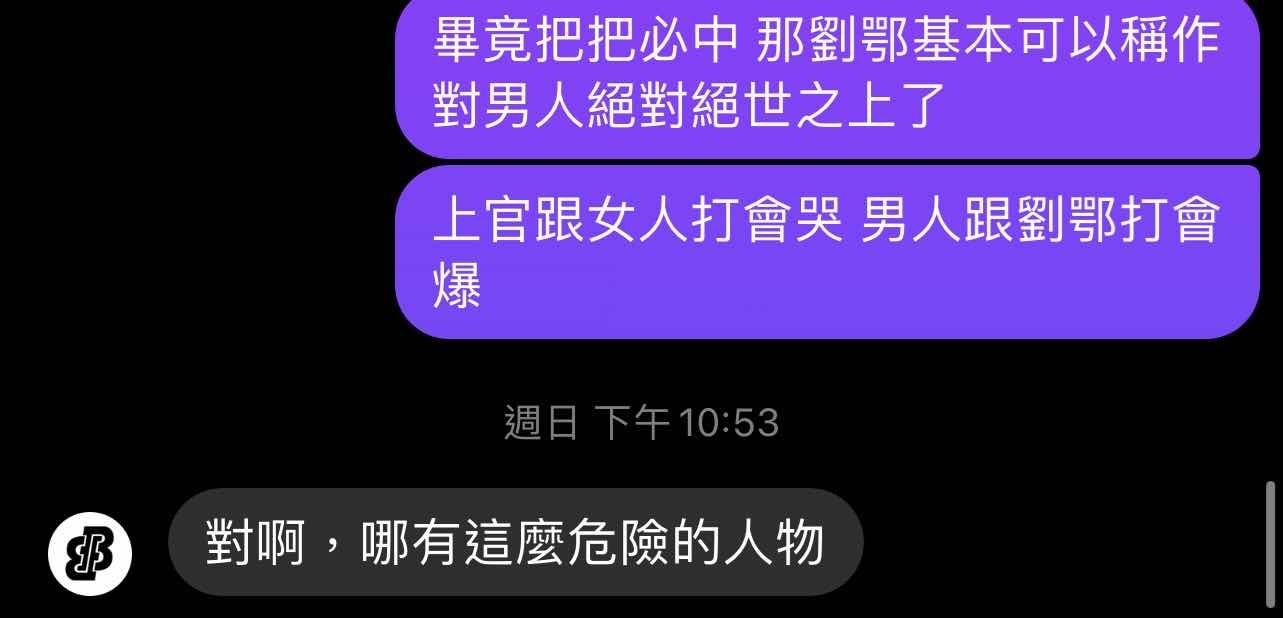 畢竟把把必中 那劉鄂基本可以稱作
對男人絕對絕世之上了
上官跟女人打會哭 男人跟劉鄂打會
爆
週日 下午10:53
對啊，哪有這麼危險的人物